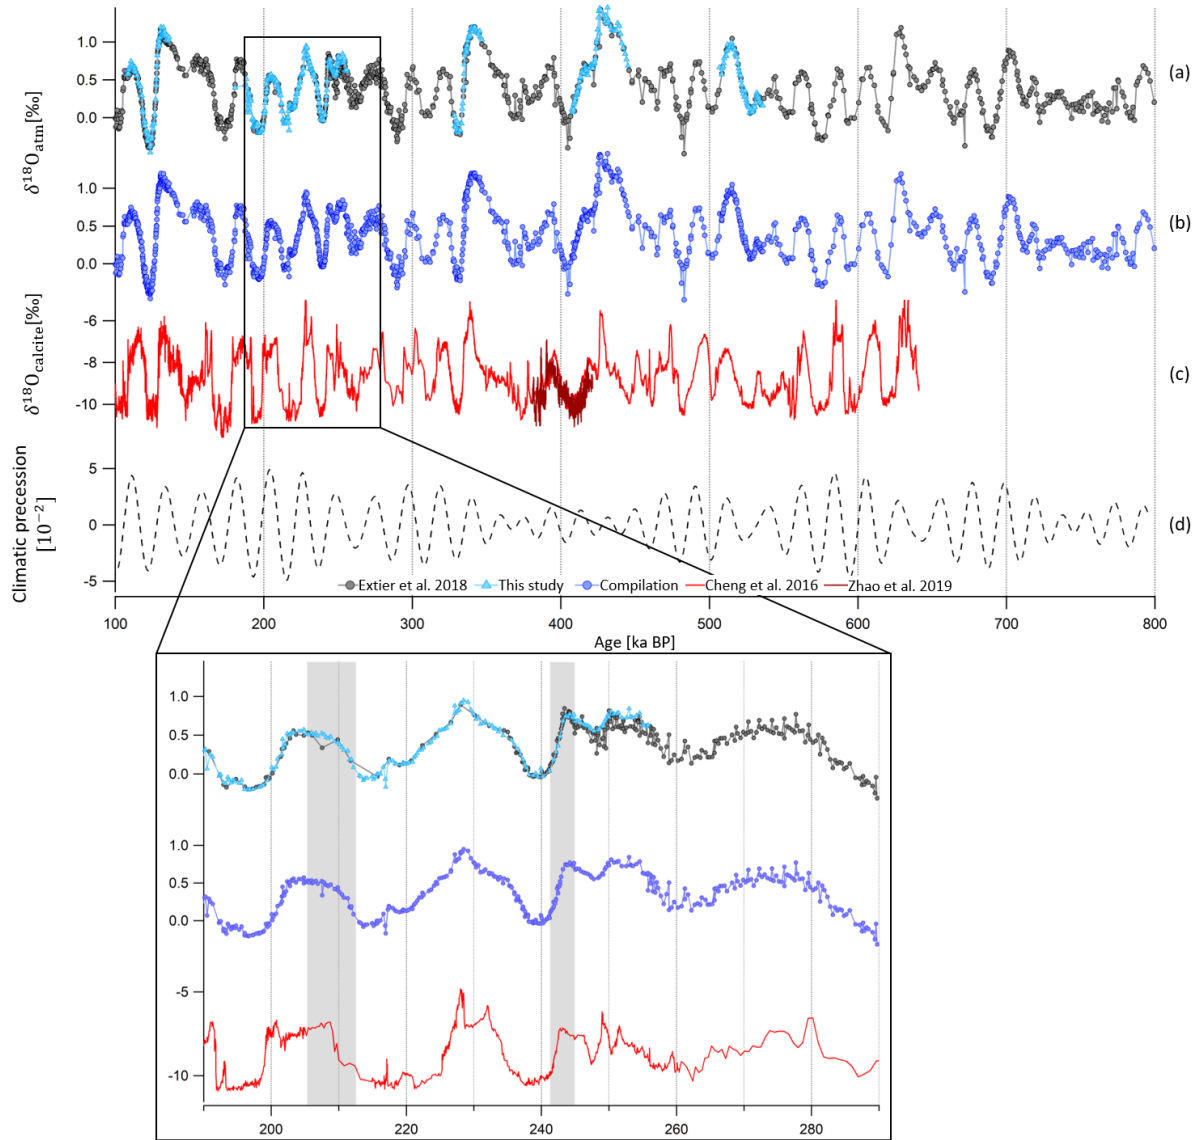 1.0
0.5
0.0
δ¹⁸O_atm [‰]
(a)
1.0
0.5
0.0
(b)
-6
-8
-10
δ¹⁸O_calcite [‰]
(c)
5
0
-5
Climatic precession
[10⁻²]
(d)
Extier et al. 2018 This study Compilation Cheng et al. 2016 Zhao et al. 2019
100 200 300 400 500 600 700 800
Age [ka BP]
1.0
0.5
0.0
1.0
0.5
0.0
-5
-10
200 220 240 260 280